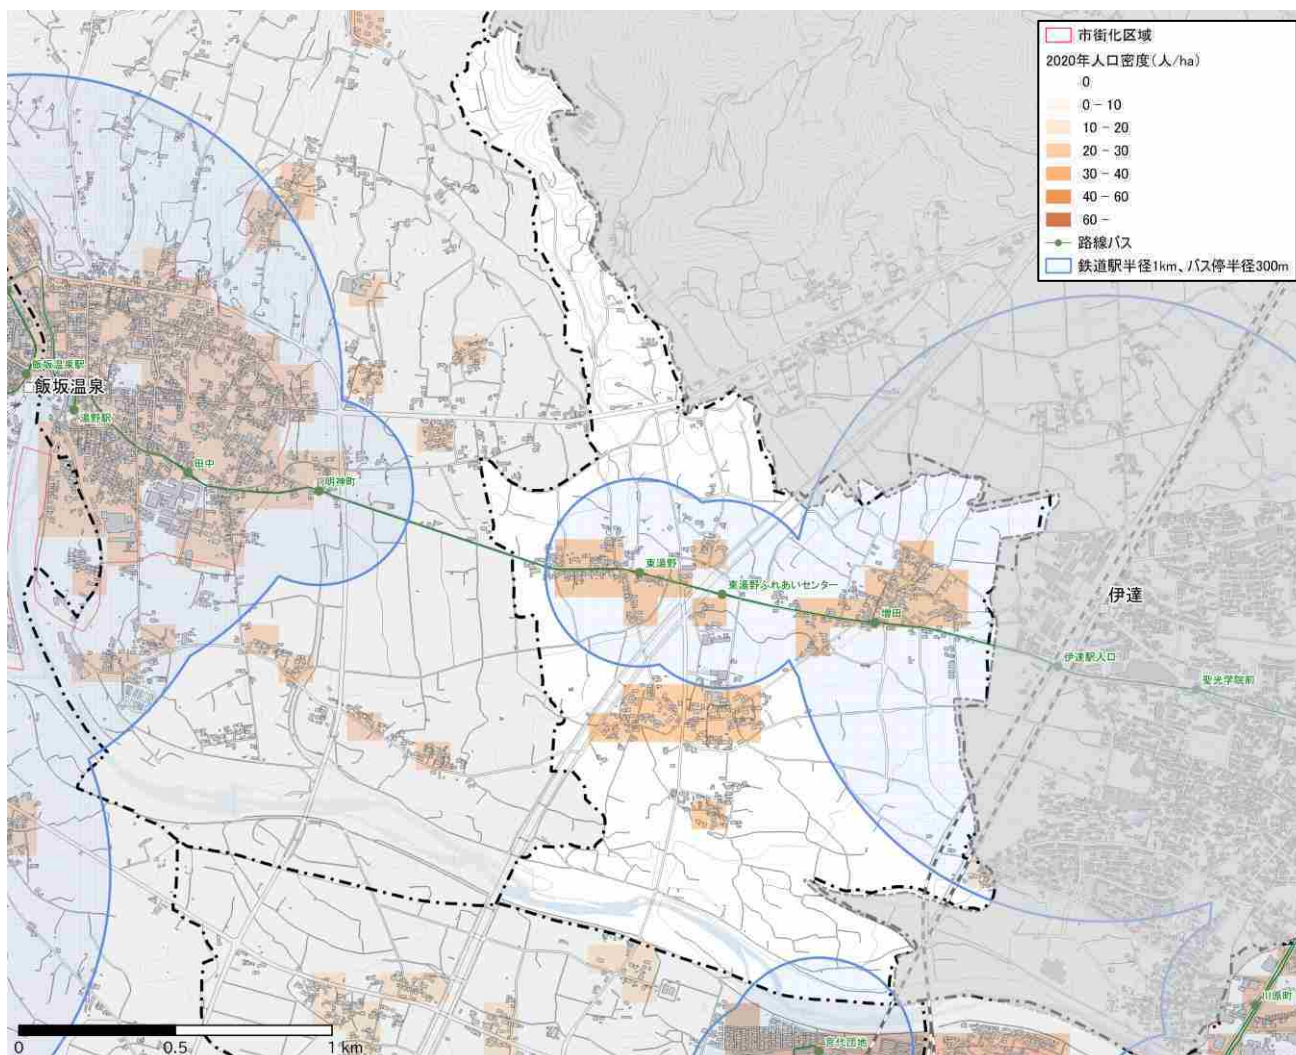 市街化区域
2020年人口密度(人/ha)
0
0 - 10
10 - 20
20 - 30
30 - 40
40 - 60
60 -
路線バス
鉄道駅半径1km、バス停半径300m
飯坂温泉駅
飯坂温泉
湯野駅
田中
明神町
東湯野
東湯野ふれあいセンター
増田
伊達
伊達駅入口
聖光学院前
川原町
宮代団地
0 0.5 1 km